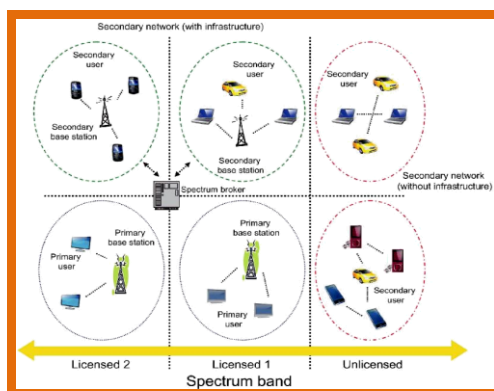 Secondary network (with infrastructure)
Secondary
user
Secondary
base station
Secondary
user
Secondary
base station
Secondary
user
Secondary network
(without infrastructure)
Spectrum broker
Primary
user
Primary
base station
Primary
base station
Primary
user
Secondary
user
Licensed 2
Licensed 1
Unlicensed
Spectrum band